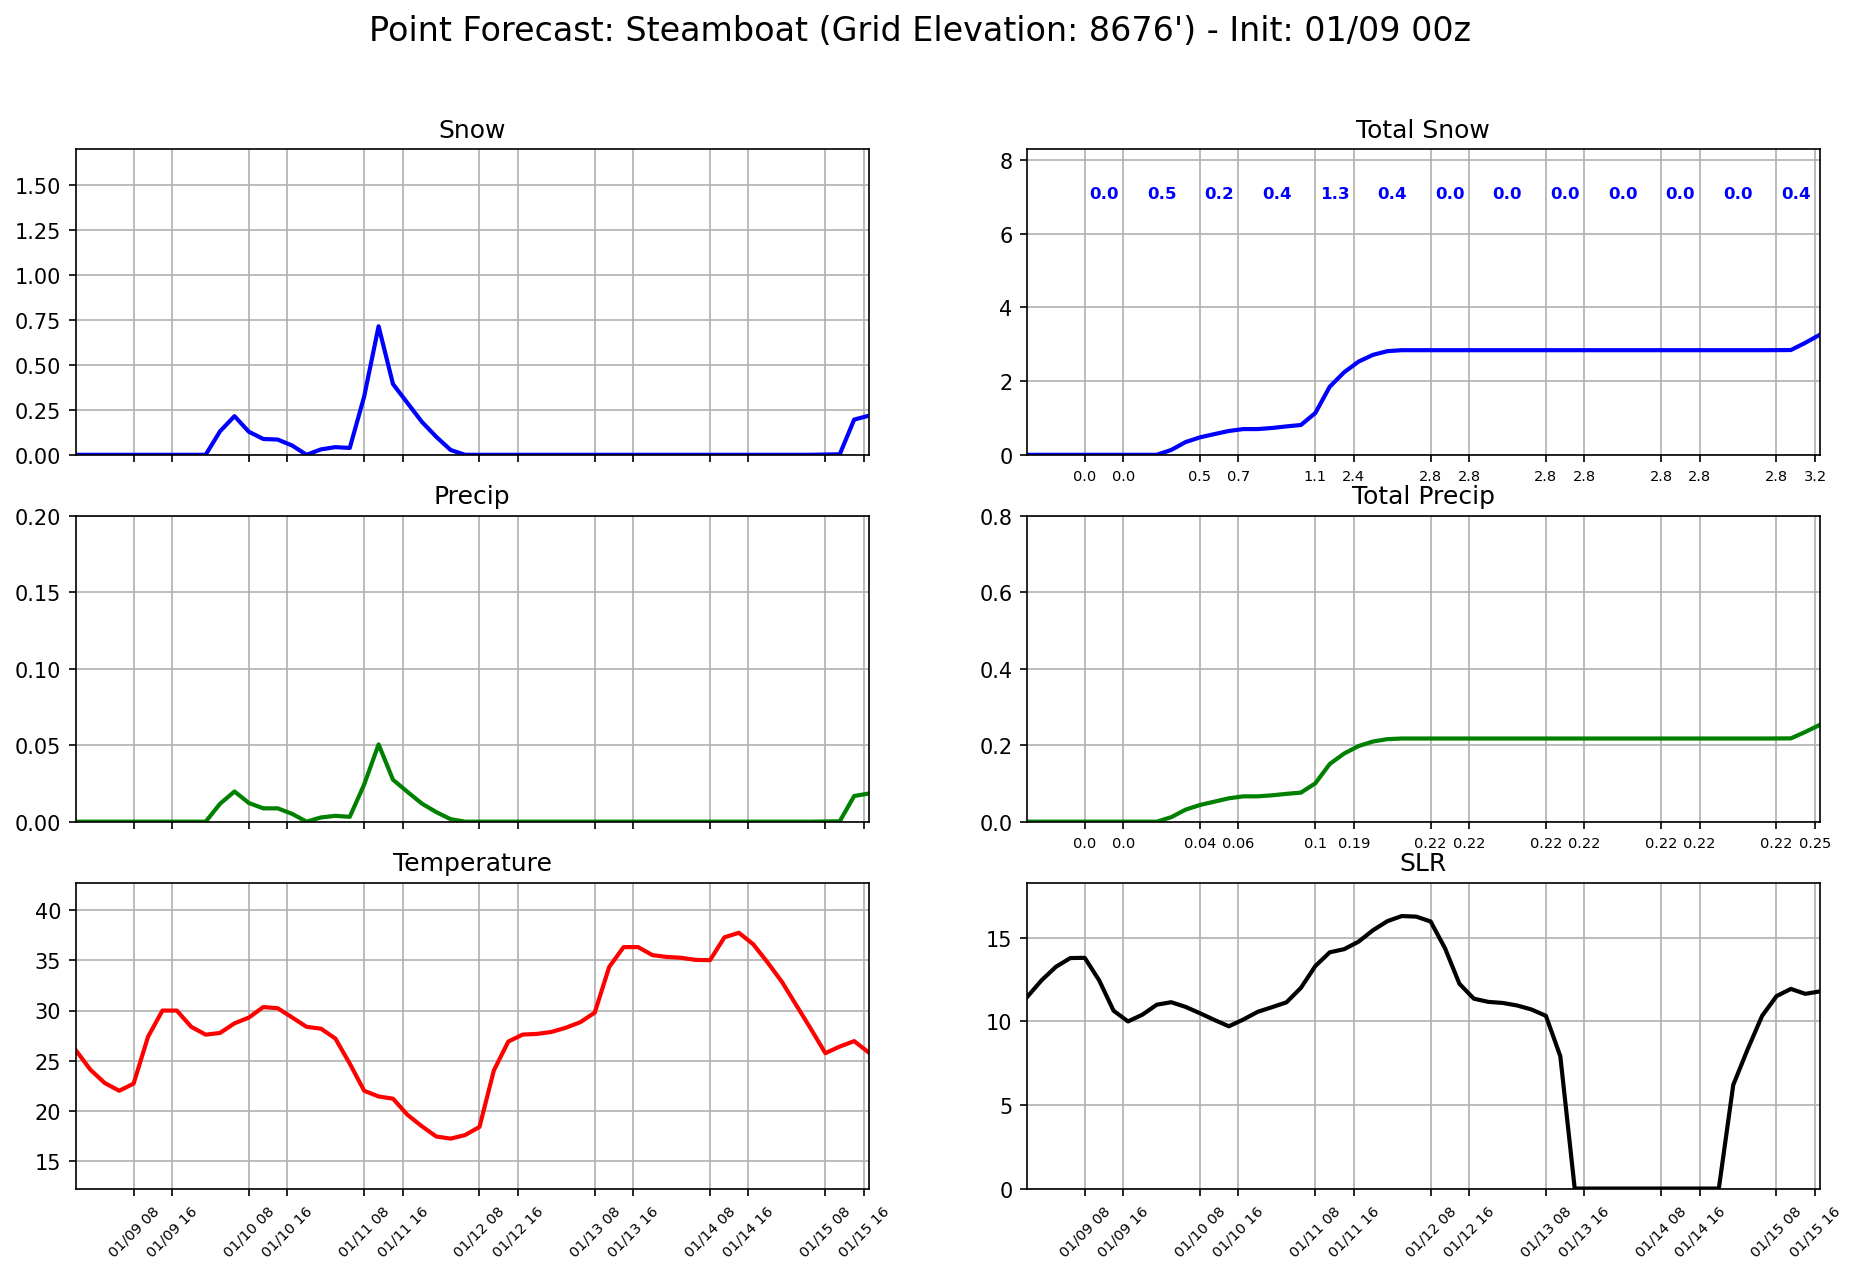 Point Forecast: Steamboat (Grid Elevation: 8676') - Init: 01/09 00z
Snow
1.50
1.25
1.00
0.75
0.50
0.25
0.00
Total Snow
8
6
4
2
0
0.0 0.5 0.2 0.4 1.3 0.4 0.0 0.0 0.0 0.0 0.0 0.0 0.4
0.0 0.0 0.5 0.7 1.1 2.4 2.8 2.8 2.8 2.8 2.8 2.8 2.8 3.2
Precip
0.20
0.15
0.10
0.05
0.00
Total Precip
0.8
0.6
0.4
0.2
0.0
0.0 0.0 0.04 0.06 0.1 0.19 0.22 0.22 0.22 0.22 0.22 0.22 0.22 0.25
Temperature
40
35
30
25
20
15
01/09 08 01/09 16 01/10 08 01/10 16 01/11 08 01/11 16 01/12 08 01/12 16 01/13 08 01/13 16 01/14 08 01/14 16 01/15 08 01/15 16
SLR
15
10
5
0
01/09 08 01/09 16 01/10 08 01/10 16 01/11 08 01/11 16 01/12 08 01/12 16 01/13 08 01/13 16 01/14 08 01/14 16 01/15 08 01/15 16